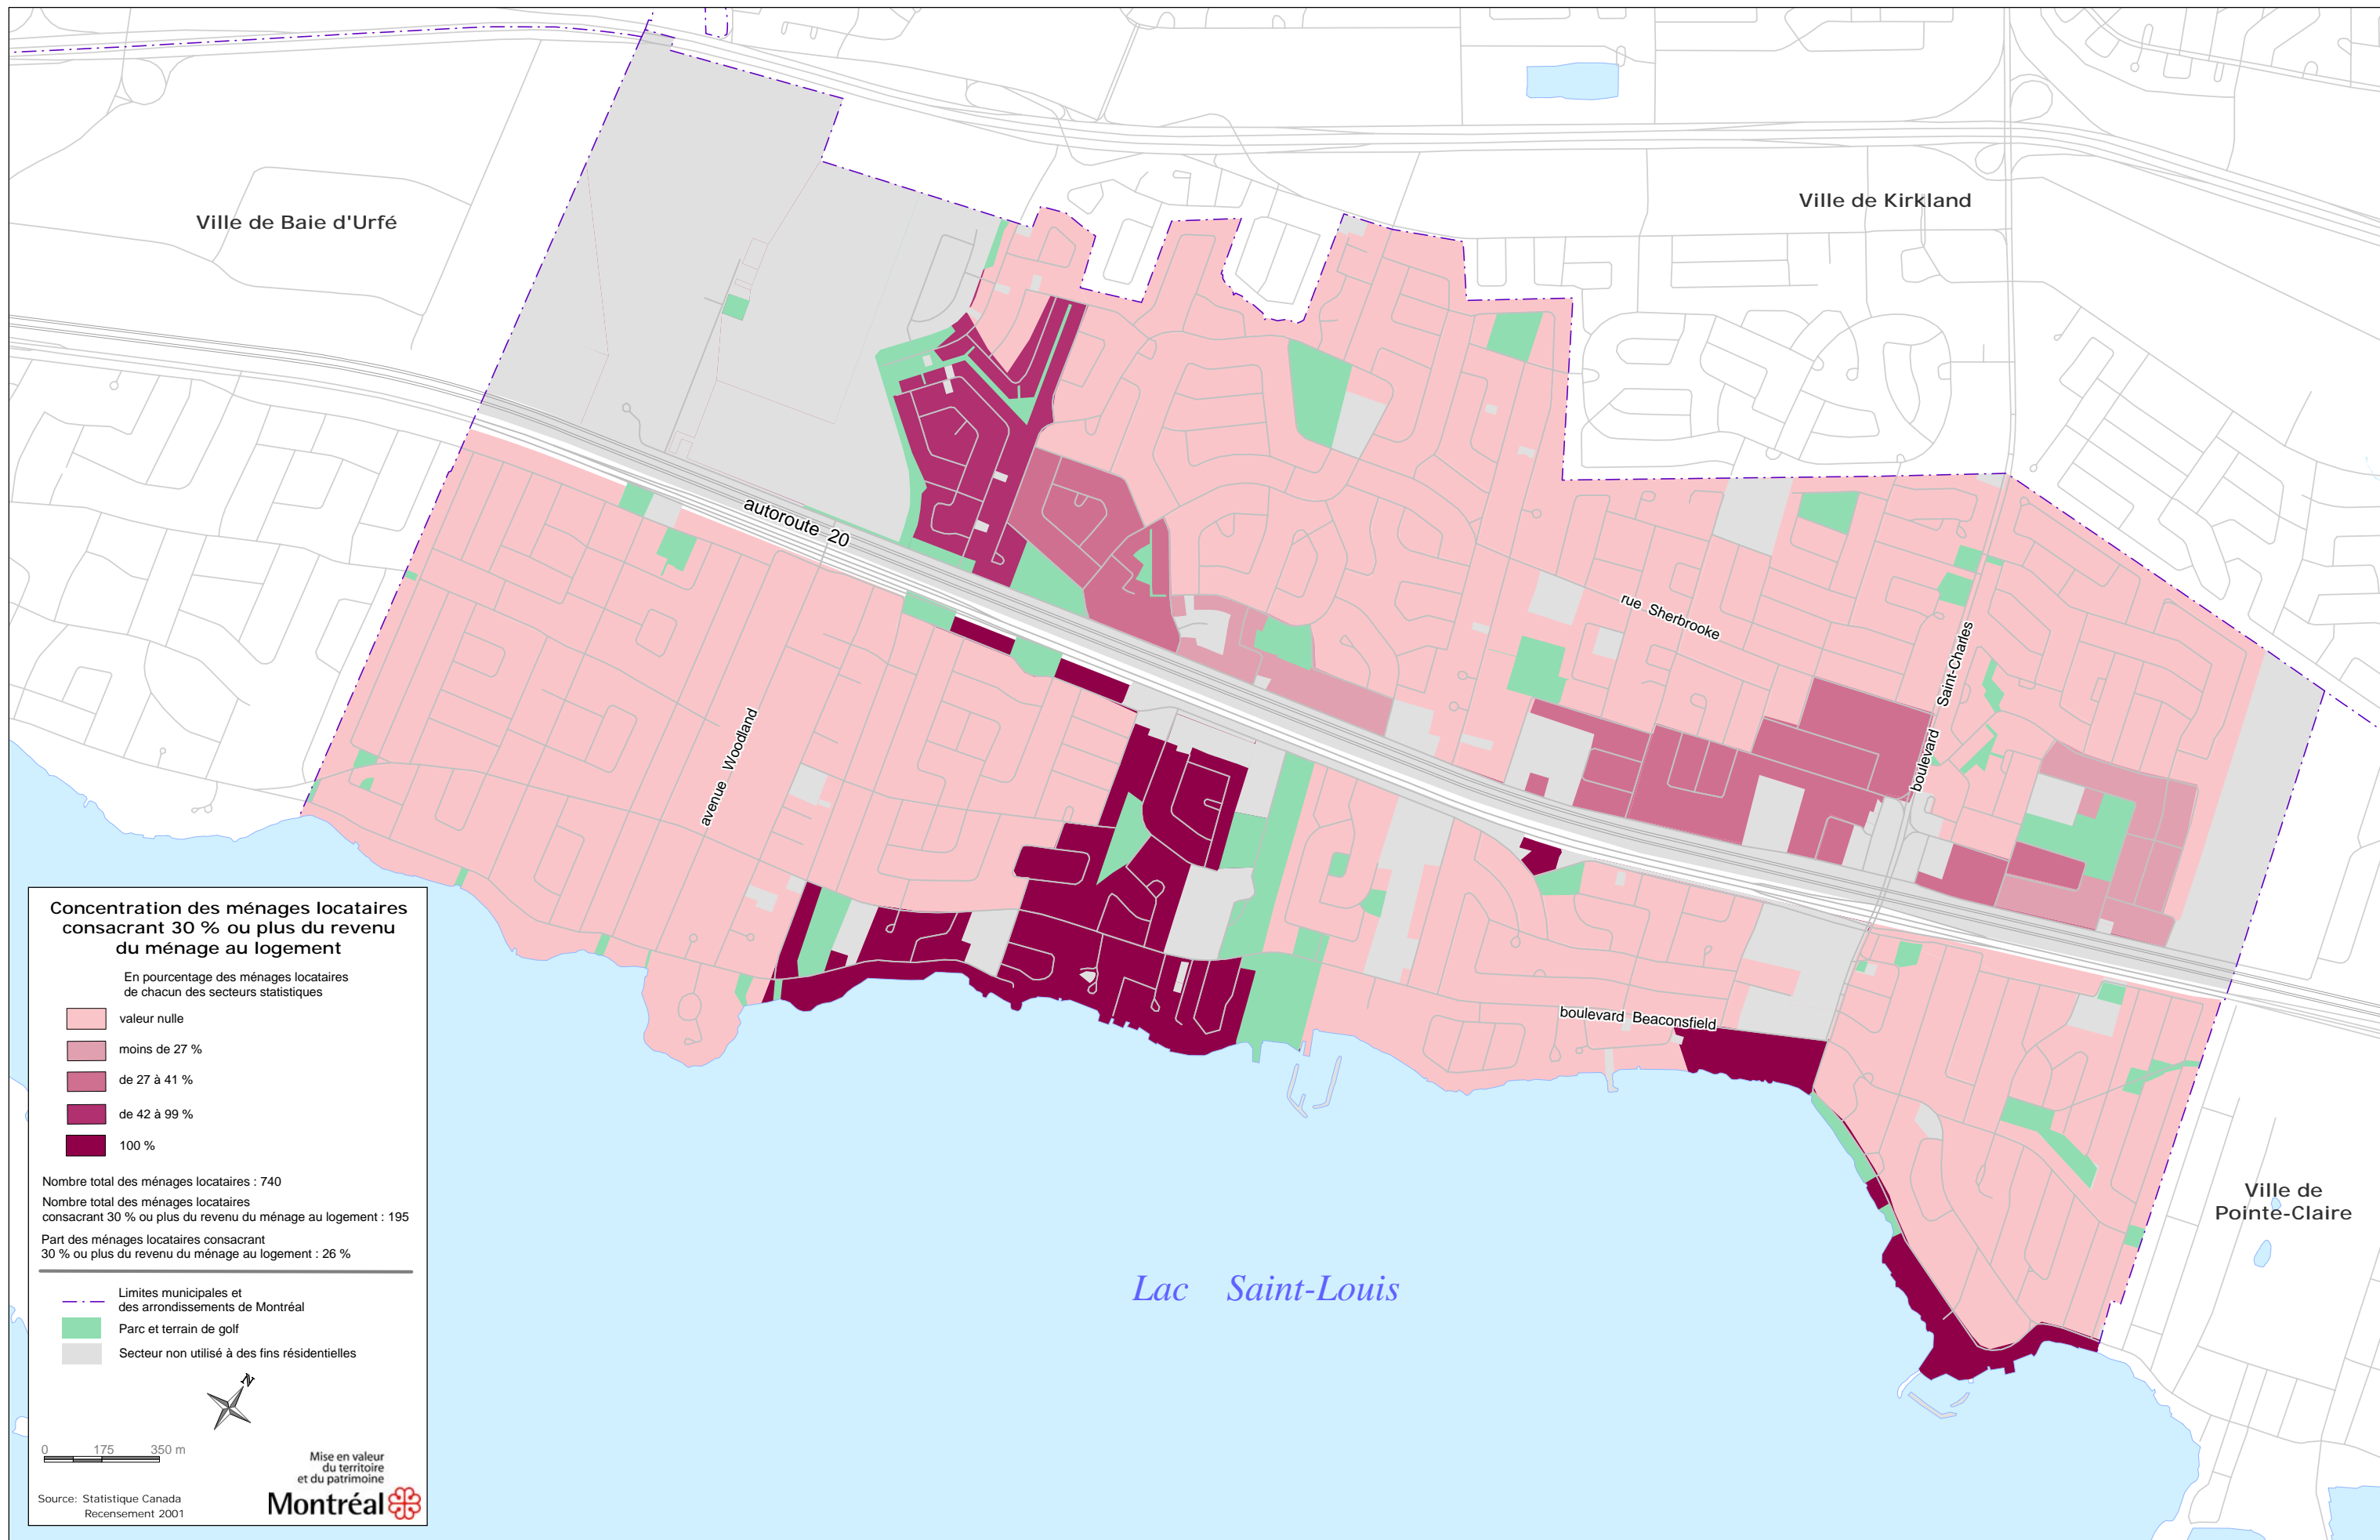 Ville de Baie d'Urfé
Ville de Kirkland
autoroute 20
rue Sherbrooke
boulevard Saint-Charles
avenue Woodland
boulevard Beaconsfield
Ville de
Pointe-Claire
Lac Saint-Louis
Concentration des ménages locataires
consacrant 30 % ou plus du revenu
du ménage au logement
En pourcentage des ménages locataires
de chacun des secteurs statistiques
valeur nulle
moins de 27 %
de 27 à 41 %
de 42 à 99 %
100 %
Nombre total des ménages locataires : 740
Nombre total des ménages locataires
consacrant 30 % ou plus du revenu du ménage au logement : 195
Part des ménages locataires consacrant
30 % ou plus du revenu du ménage au logement : 26 %
Limites municipales et
des arrondissements de Montréal
Parc et terrain de golf
Secteur non utilisé à des fins résidentielles
N
0 175 350 m
Mise en valeur
du territoire
et du patrimoine
Montréal
Source: Statistique Canada
Recensement 2001